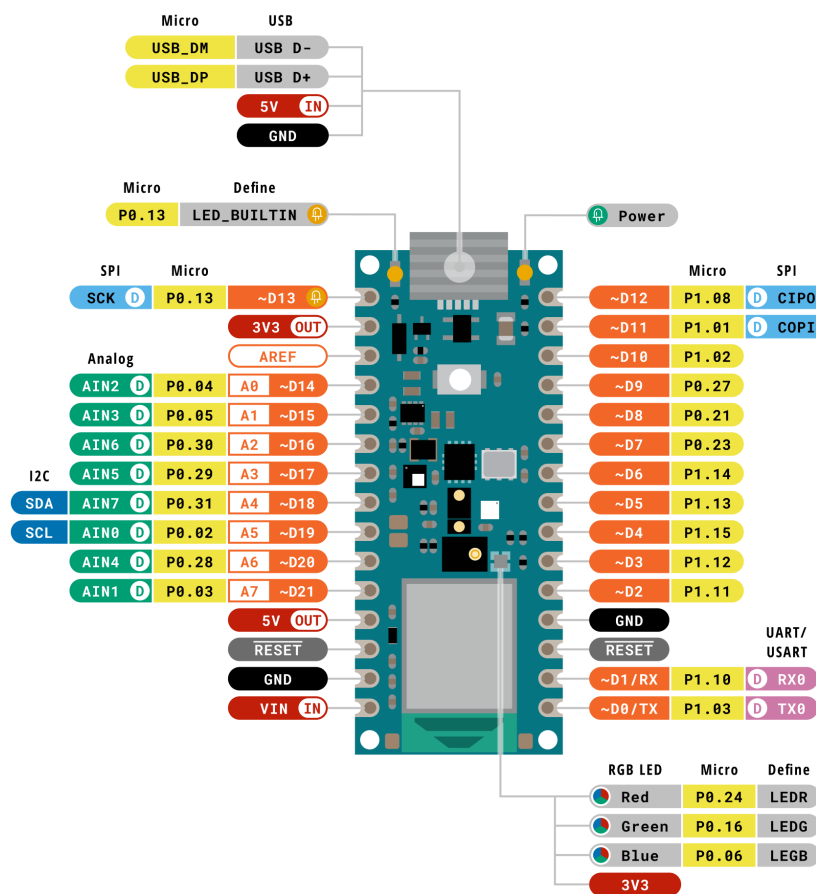 Micro USB
USB_DM USB D-
USB_DP USB D+
5V IN
GND
Micro Define
P0.13 LED_BUILTIN
Power
SPI Micro
SCK D P0.13 ~D13
3V3 OUT
AREF
Analog
AIN2 D P0.04 A0 ~D14
AIN3 D P0.05 A1 ~D15
AIN6 D P0.30 A2 ~D16
I2C
AIN5 D P0.29 A3 ~D17
SDA AIN7 D P0.31 A4 ~D18
SCL AIN0 D P0.02 A5 ~D19
AIN4 D P0.28 A6 ~D20
AIN1 D P0.03 A7 ~D21
5V OUT
RESET
GND
VIN IN
Micro SPI
~D12 P1.08 D CIPO
~D11 P1.01 D COPI
~D10 P1.02
~D9 P0.27
~D8 P0.21
~D7 P0.23
~D6 P1.14
~D5 P1.13
~D4 P1.15
~D3 P1.12
~D2 P1.11
GND
UART/
USART
RESET
~D1/RX P1.10 D RX0
~D0/TX P1.03 D TX0
RGB LED Micro Define
Red P0.24 LEDR
Green P0.16 LEDG
Blue P0.06 LEGB
3V3